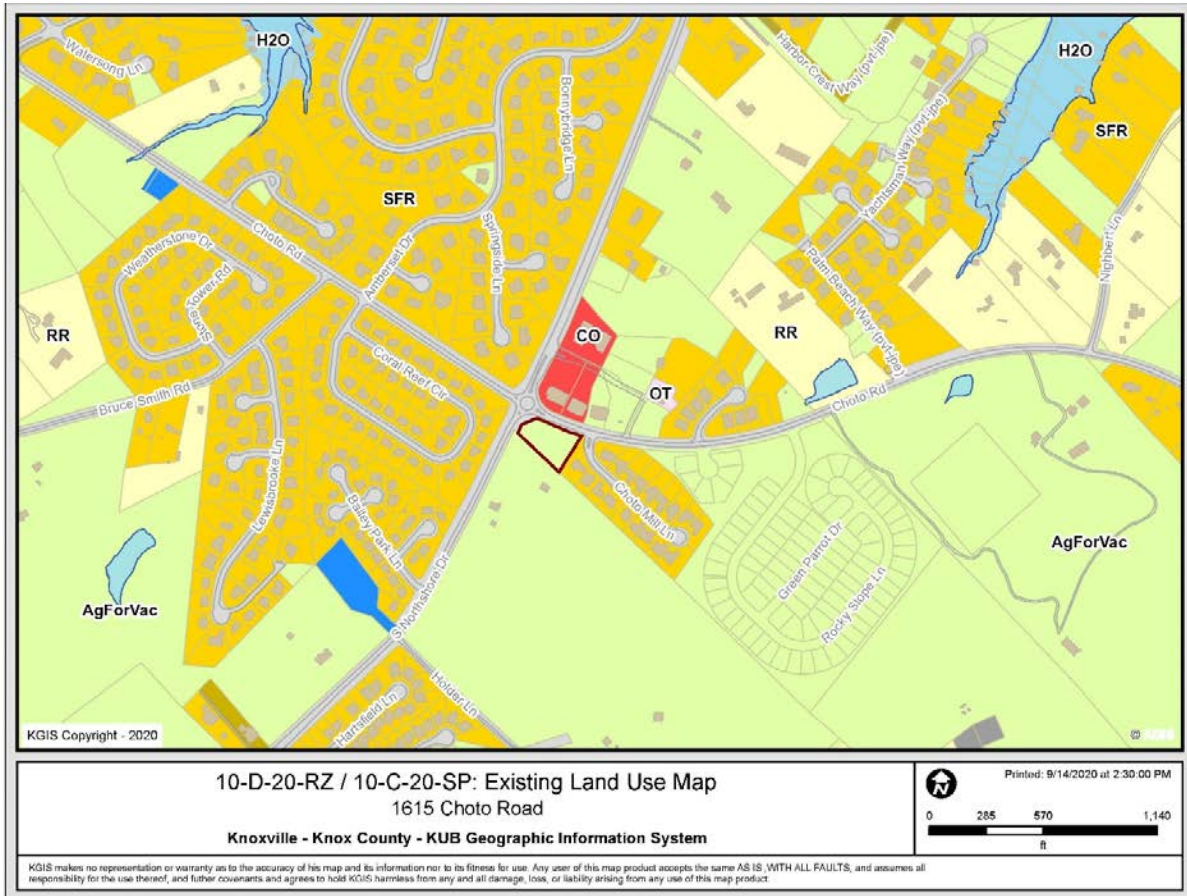 H2O
Watersong Ln
Harbor Crest Way (pvt-jpe)
H2O
Bonnybridge Ln
SFR
Yachtsman Way (pvt-jpe)
SFR
Choto Rd
Amberset Dr
Springside Ln
Weatherstone Dr
Stonal Tower Rd
Nighbert Ln
Palm Beach Way (pvt-jpe)
RR
CO
RR
Coral Reef Cir
Bruce Smith Rd
OT
Choto Rd
Lewisbrooke Ln
Bailey Park Ln
Choto Mill Ln
Green Parrot Dr
AgForVac
S Northshore Dr
Rocky Slope Ln
AgForVac
Holder Ln
Hartsfield Ln
KGIS Copyright - 2020
10-D-20-RZ / 10-C-20-SP: Existing Land Use Map
1615 Choto Road
Knoxville - Knox County - KUB Geographic Information System
N
Printed: 9/14/2020 at 2:30:00 PM
0 285 570 1,140
ft
KGIS makes no representation or warranty as to the accuracy of his map and its information nor to its fitness for use. Any user of this map product accepts the same AS IS ,WITH ALL FAULTS, and assumes all
responsibility for the use thereof, and futher covenants and agrees to hold KGIS harmless from any and all damage, loss, or liability arising from any use of this map product.